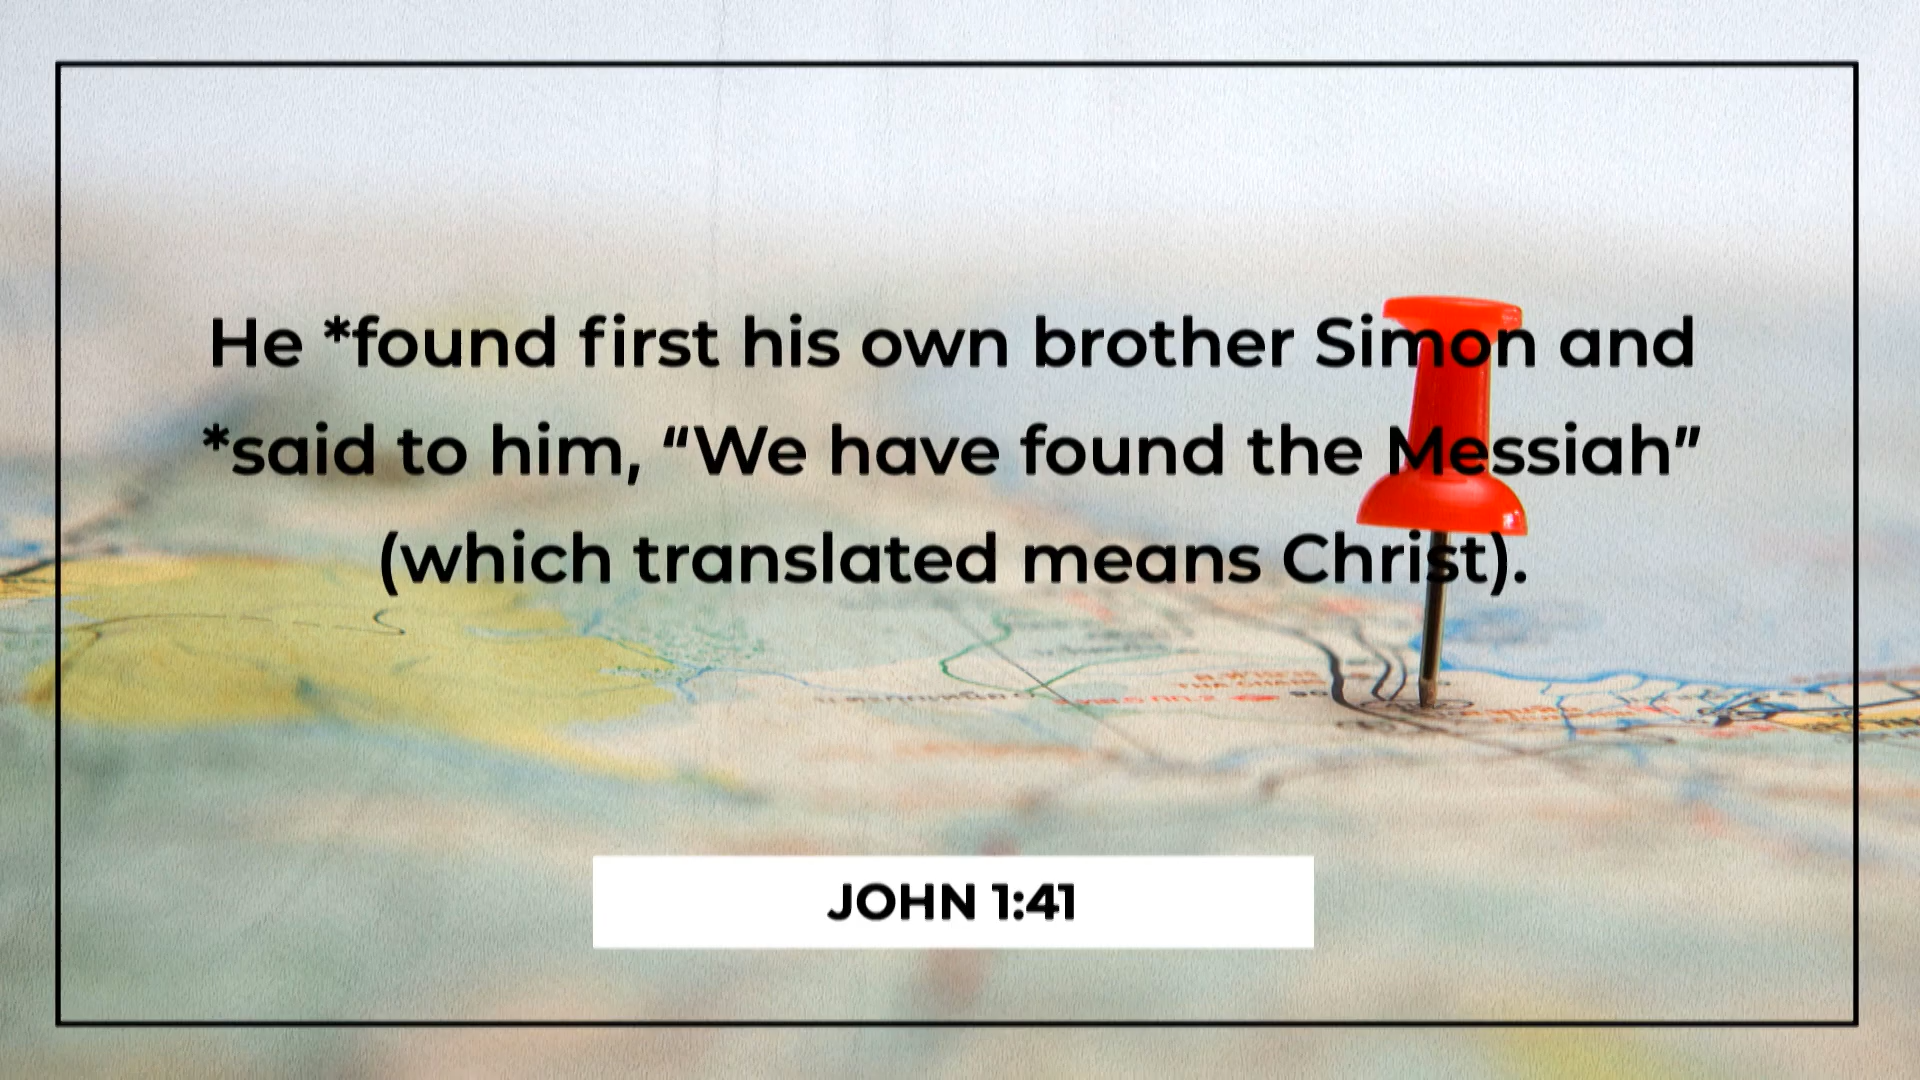 He *found first his own brother Simon and
*said to him, “We have found the Messiah”
(which translated means Christ).
JOHN 1:41